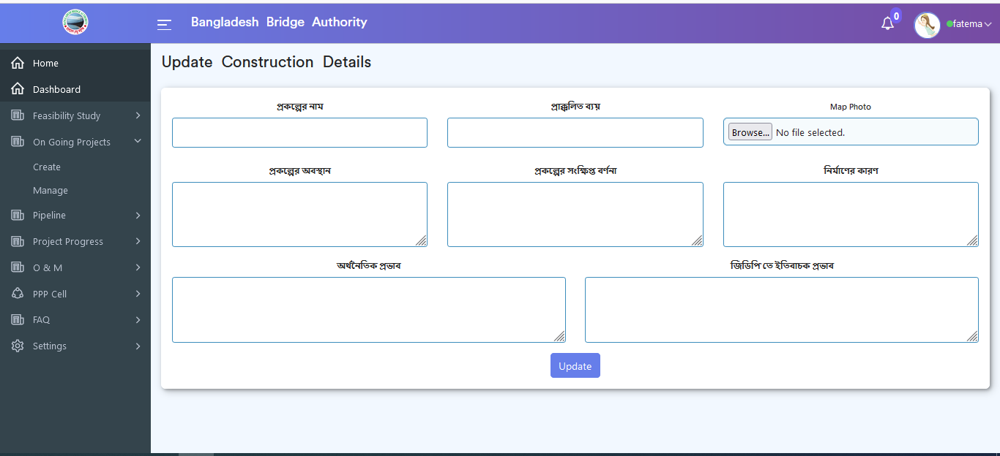 Bangladesh Bridge Authority
0
fatema
Home
Dashboard
Feasibility Study
On Going Projects
Create
Manage
Pipeline
Project Progress
O & M
PPP Cell
FAQ
Settings
Update Construction Details
প্রকল্পের নাম
প্রাক্কলিত ব্যয়
Map Photo
Browse... No file selected.
প্রকল্পের অবস্থান
প্রকল্পের সংক্ষিপ্ত বর্ণনা
নির্মাণের কারণ
অর্থনৈতিক প্রভাব
জিডিপি'তে ইতিবাচক প্রভাব
Update